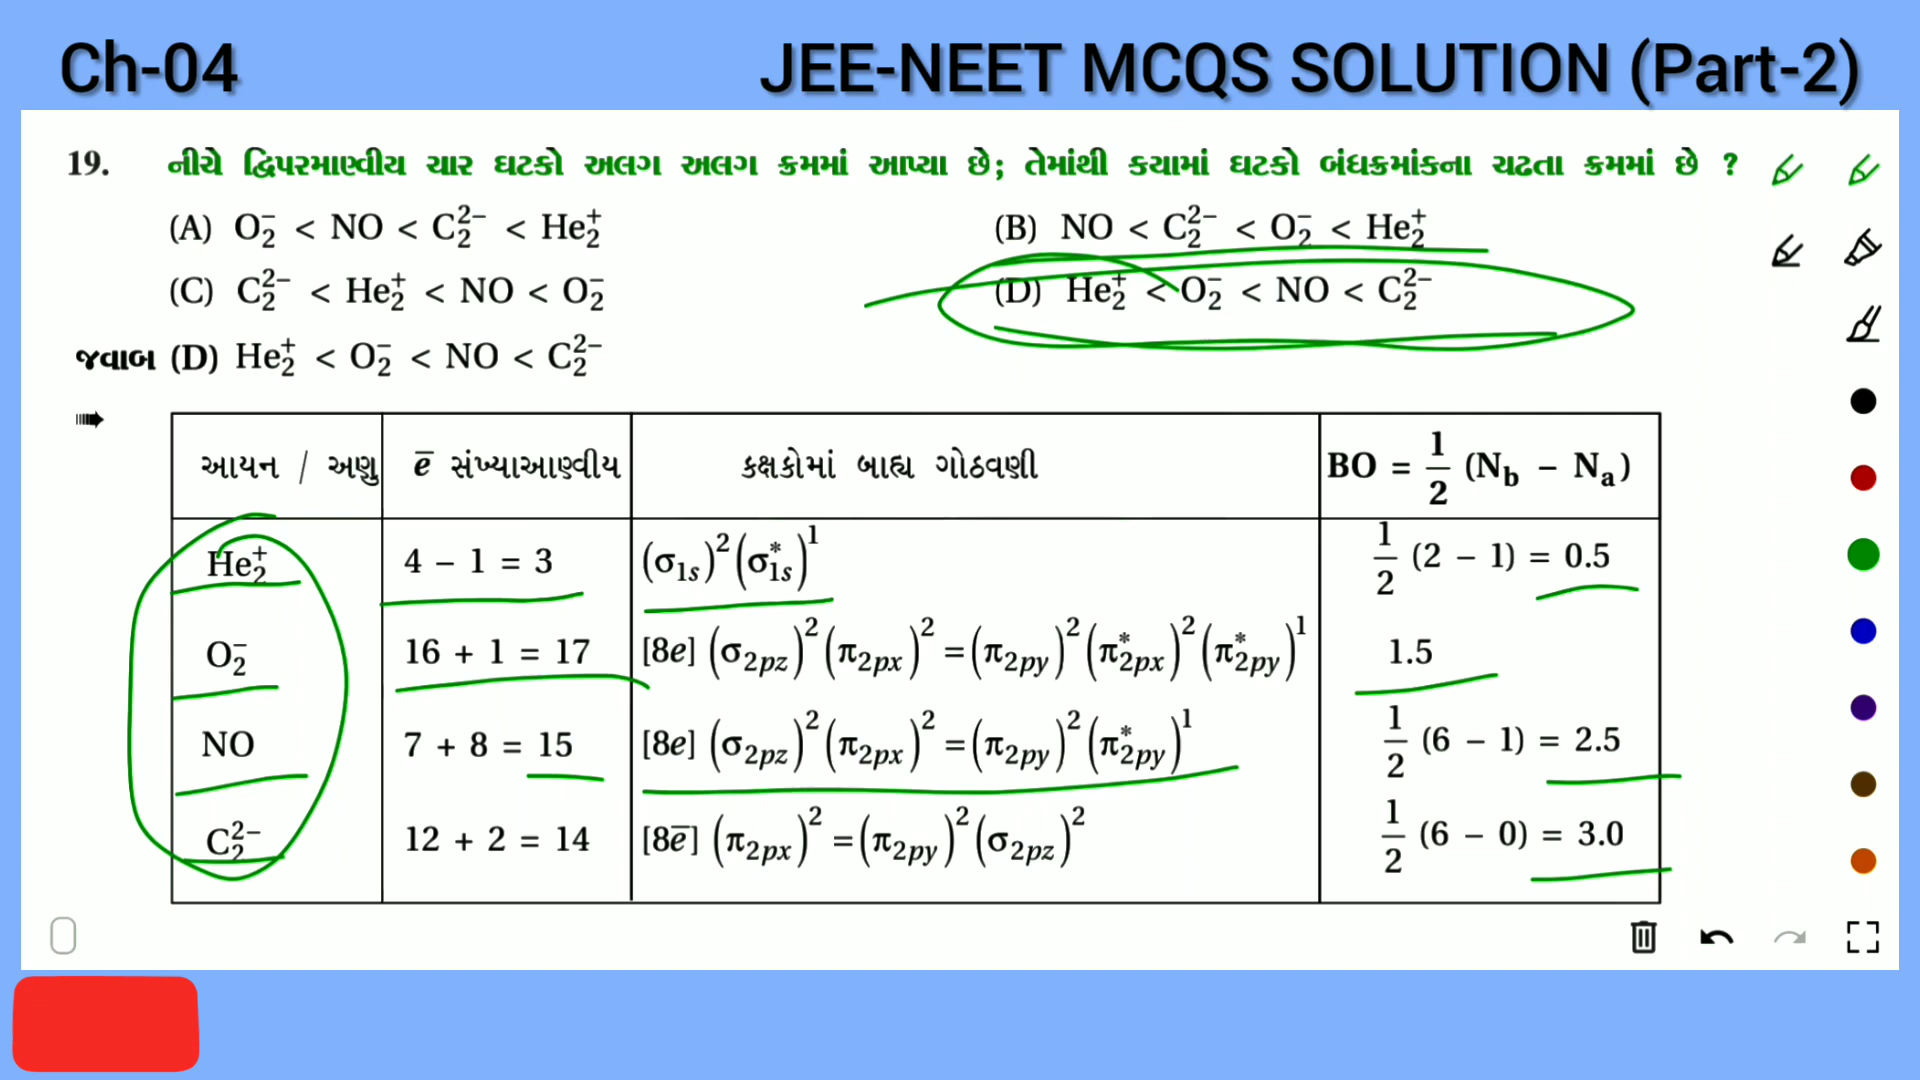 Ch-04 JEE-NEET MCQS SOLUTION (Part-2)
19. નીચે દ્વિપરમાણ્વીય ચાર ઘટકો અલગ અલગ ક્રમમાં આપ્યા છે; તેમાંથી કયામાં ઘટકો બંધક્રમાંકના ચઢતા ક્રમમાં છે ?
(A) O₂⁻ < NO < C₂²⁻ < He₂⁺ (B) NO < C₂²⁻ < O₂⁻ < He₂⁺
(C) C₂²⁻ < He₂⁺ < NO < O₂⁻ (D) He₂⁺ < O₂⁻ < NO < C₂²⁻
જવાબ (D) He₂⁺ < O₂⁻ < NO < C₂²⁻
આયન / અણુ e̅ સંખ્યાઆણ્વીય કક્ષકોમાં બાહ્ય ગોઠવણી BO = 1/2 (N_b − N_a)
He₂⁺ 4 − 1 = 3 (σ1s)²(σ*1s)¹ 1/2 (2 − 1) = 0.5
O₂⁻ 16 + 1 = 17 [8e] (σ2pz)²(π2px)² = (π2py)²(π*2px)²(π*2py)¹ 1.5
NO 7 + 8 = 15 [8e] (σ2pz)²(π2px)² = (π2py)²(π*2py)¹ 1/2 (6 − 1) = 2.5
C₂²⁻ 12 + 2 = 14 [8e̅] (π2px)² = (π2py)²(σ2pz)² 1/2 (6 − 0) = 3.0